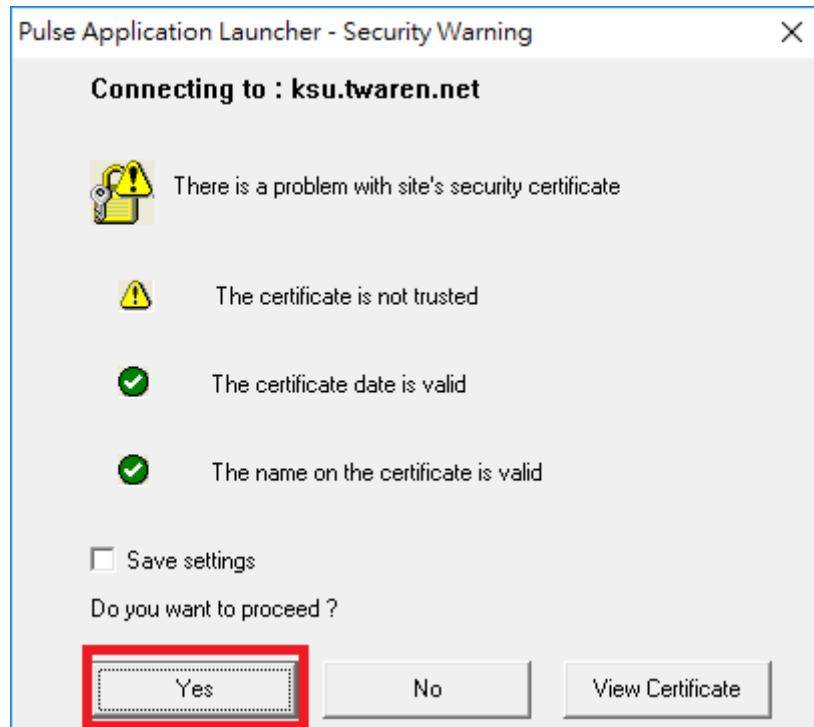 Pulse Application Launcher - Security Warning
Connecting to : ksu.twaren.net
There is a problem with site's security certificate
The certificate is not trusted
The certificate date is valid
The name on the certificate is valid
Save settings
Do you want to proceed ?
Yes No View Certificate